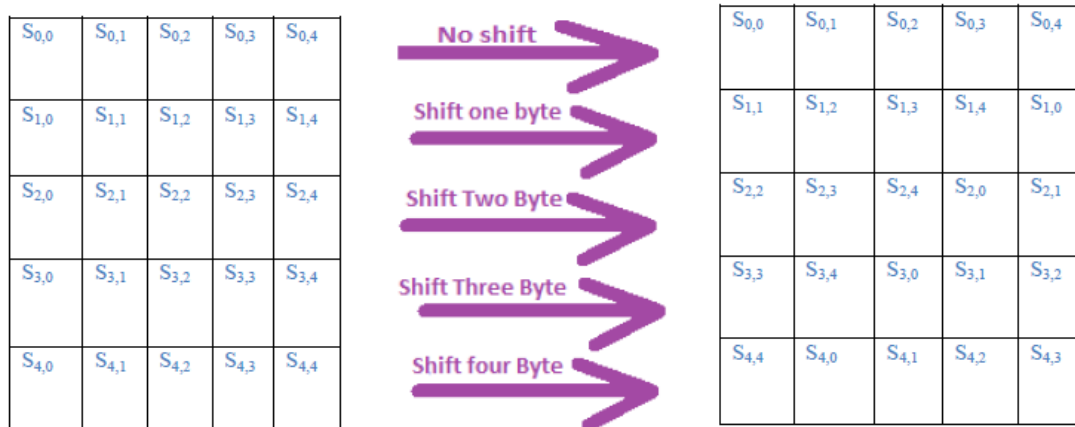 S0,0 S0,1 S0,2 S0,3 S0,4 No shift S0,0 S0,1 S0,2 S0,3 S0,4
S1,0 S1,1 S1,2 S1,3 S1,4 Shift one byte S1,1 S1,2 S1,3 S1,4 S1,0
S2,0 S2,1 S2,2 S2,3 S2,4 Shift Two Byte S2,2 S2,3 S2,4 S2,0 S2,1
S3,0 S3,1 S3,2 S3,3 S3,4 Shift Three Byte S3,3 S3,4 S3,0 S3,1 S3,2
S4,0 S4,1 S4,2 S4,3 S4,4 Shift four Byte S4,4 S4,0 S4,1 S4,2 S4,3